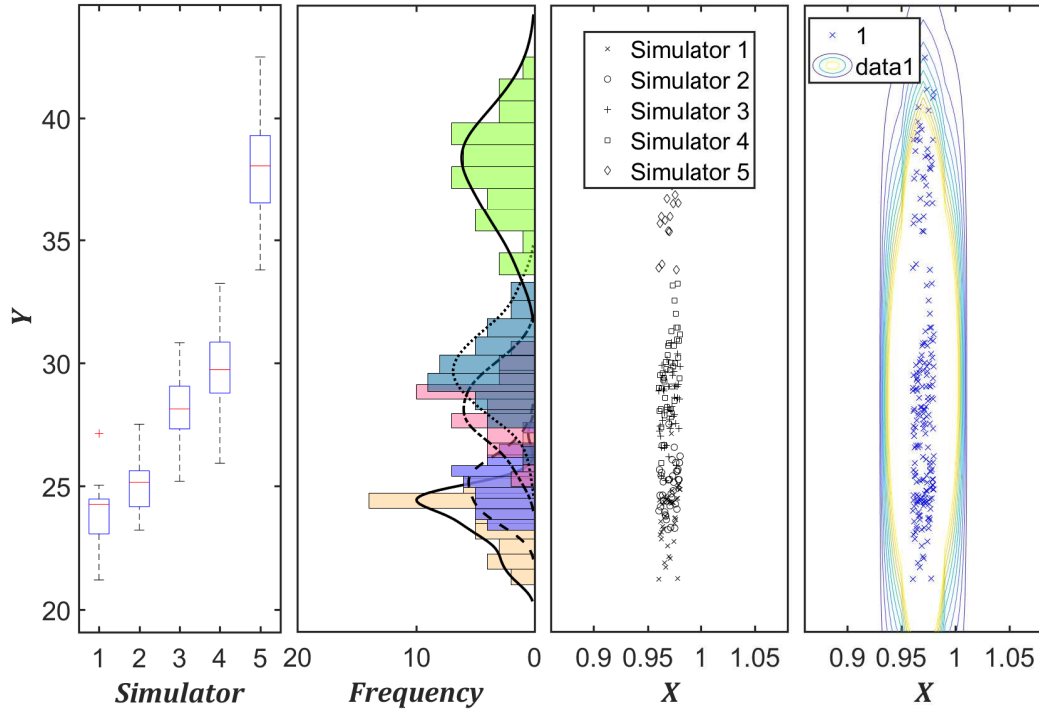 Y
40
35
30
25
20
1 2 3 4 5
Simulator
20 10 0
Frequency
Simulator 1
Simulator 2
Simulator 3
Simulator 4
Simulator 5
0.9 0.95 1 1.05
X
1
data1
0.9 0.95 1 1.05
X